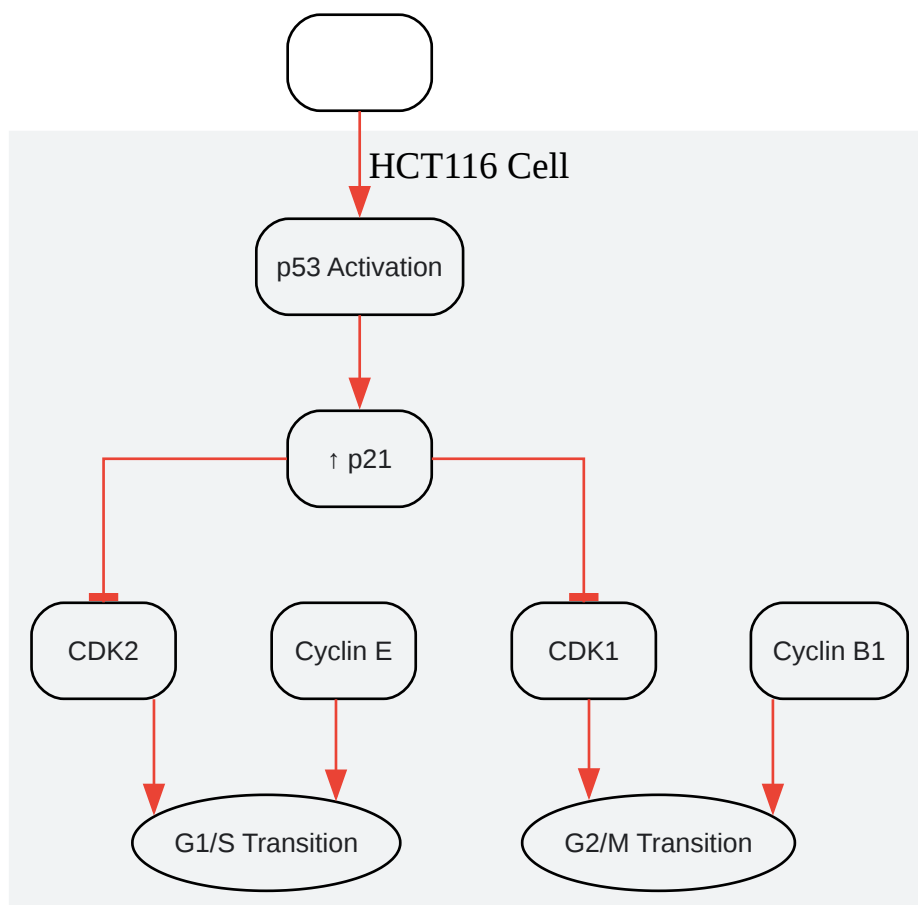 HCT116 Cell
p53 Activation
↑ p21
CDK2
Cyclin E
CDK1
Cyclin B1
G1/S Transition
G2/M Transition